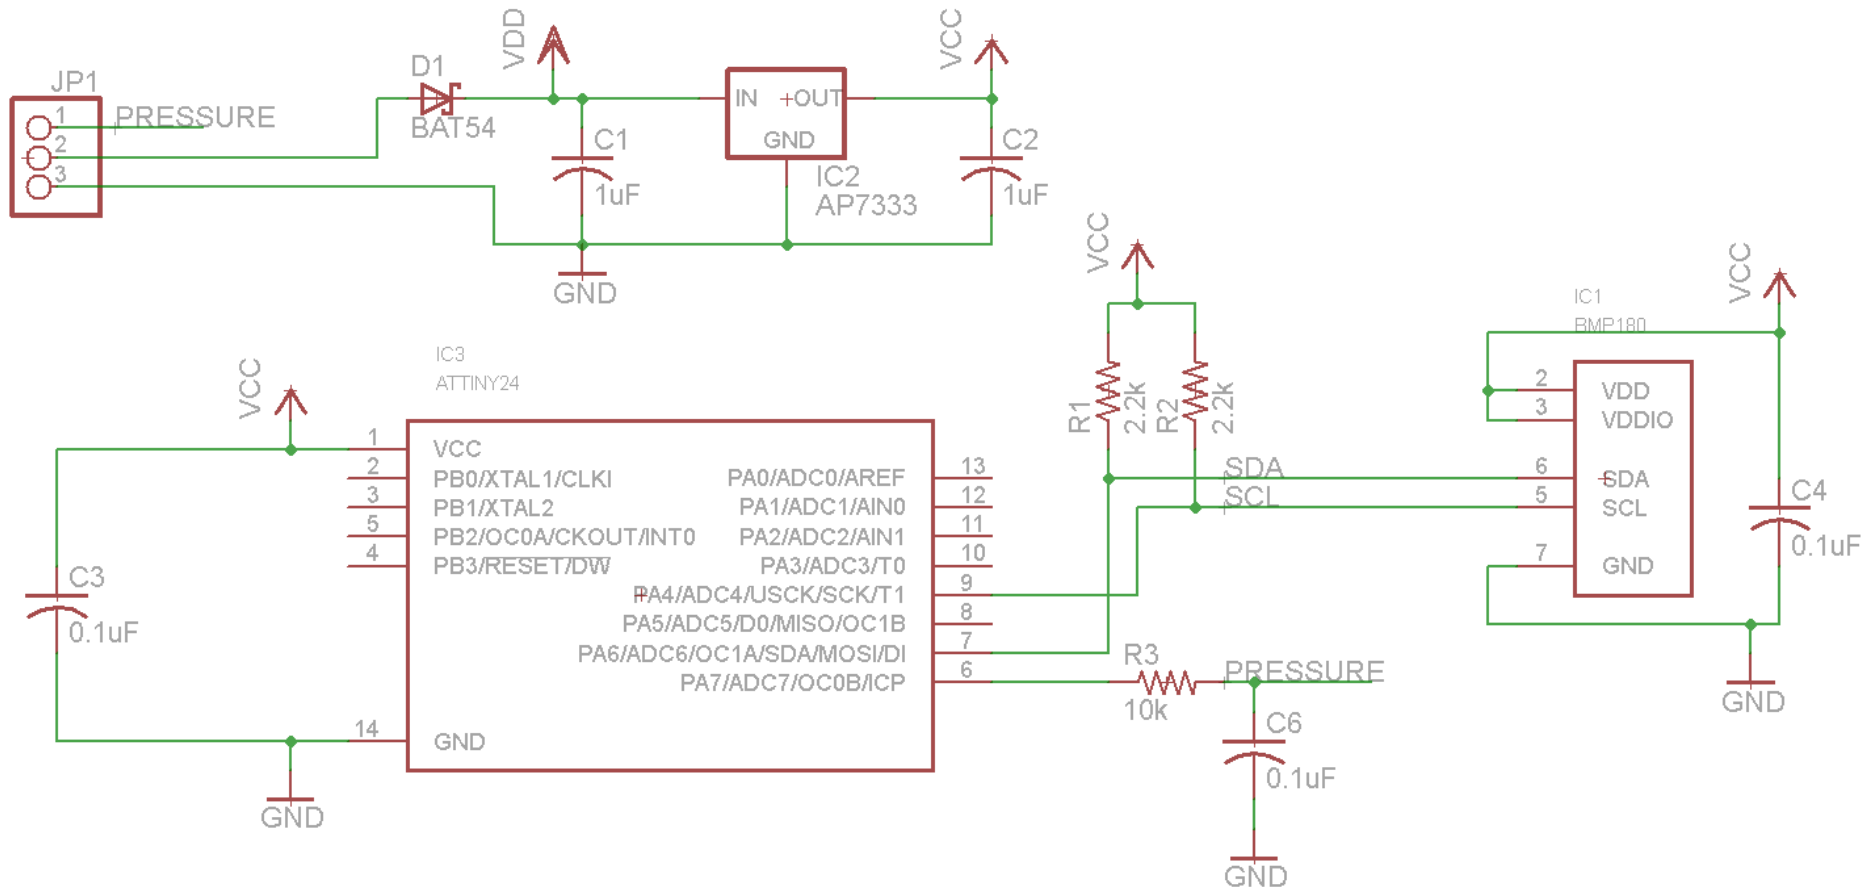 VDD
VCC
JP1
D1
1
PRESSURE
2
3
BAT54
IN
OUT
GND
C1
1uF
C2
1uF
IC2
AP7333
GND
VCC
VCC
IC1
BMP180
R1
2.2k
R2
2.2k
2
VDD
3
VDDIO
SDA
6
SDA
SCL
5
SCL
7
GND
C4
0.1uF
GND
IC3
ATTINY24
VCC
1
VCC
2
PB0/XTAL1/CLKI
3
PB1/XTAL2
5
PB2/OC0A/CKOUT/INT0
4
PB3/RESET/DW
PA0/ADC0/AREF
13
PA1/ADC1/AIN0
12
PA2/ADC2/AIN1
11
PA3/ADC3/T0
10
PA4/ADC4/USCK/SCK/T1
9
PA5/ADC5/D0/MISO/OC1B
8
PA6/ADC6/OC1A/SDA/MOSI/DI
7
PA7/ADC7/OC0B/ICP
6
C3
0.1uF
14
GND
GND
R3
10k
PRESSURE
C6
0.1uF
GND